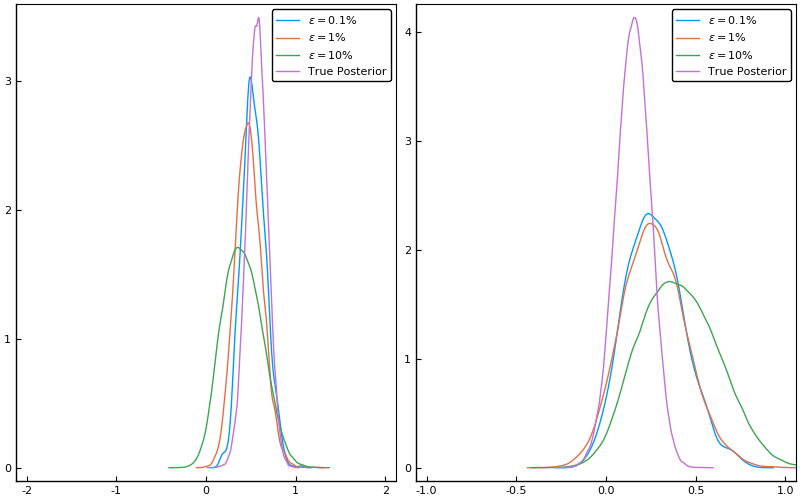 ε = 0.1%
ε = 1%
ε = 10%
True Posterior
3
2
1
0
-2 -1 0 1 2
ε = 0.1%
ε = 1%
ε = 10%
True Posterior
4
3
2
1
0
-1.0 -0.5 0.0 0.5 1.0